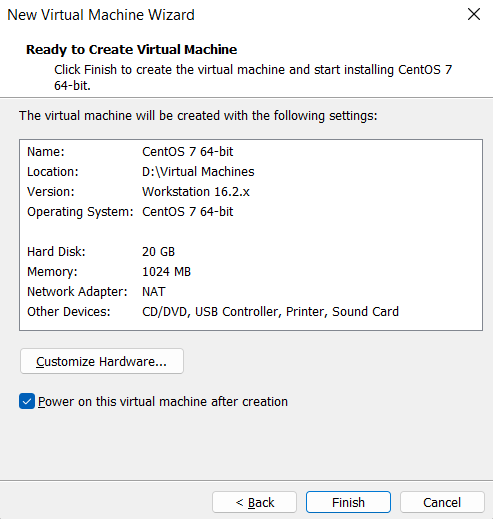 New Virtual Machine Wizard
Ready to Create Virtual Machine
Click Finish to create the virtual machine and start installing CentOS 7
64-bit.
The virtual machine will be created with the following settings:
Name: CentOS 7 64-bit
Location: D:\Virtual Machines
Version: Workstation 16.2.x
Operating System: CentOS 7 64-bit
Hard Disk: 20 GB
Memory: 1024 MB
Network Adapter: NAT
Other Devices: CD/DVD, USB Controller, Printer, Sound Card
Customize Hardware...
Power on this virtual machine after creation
< Back Finish Cancel